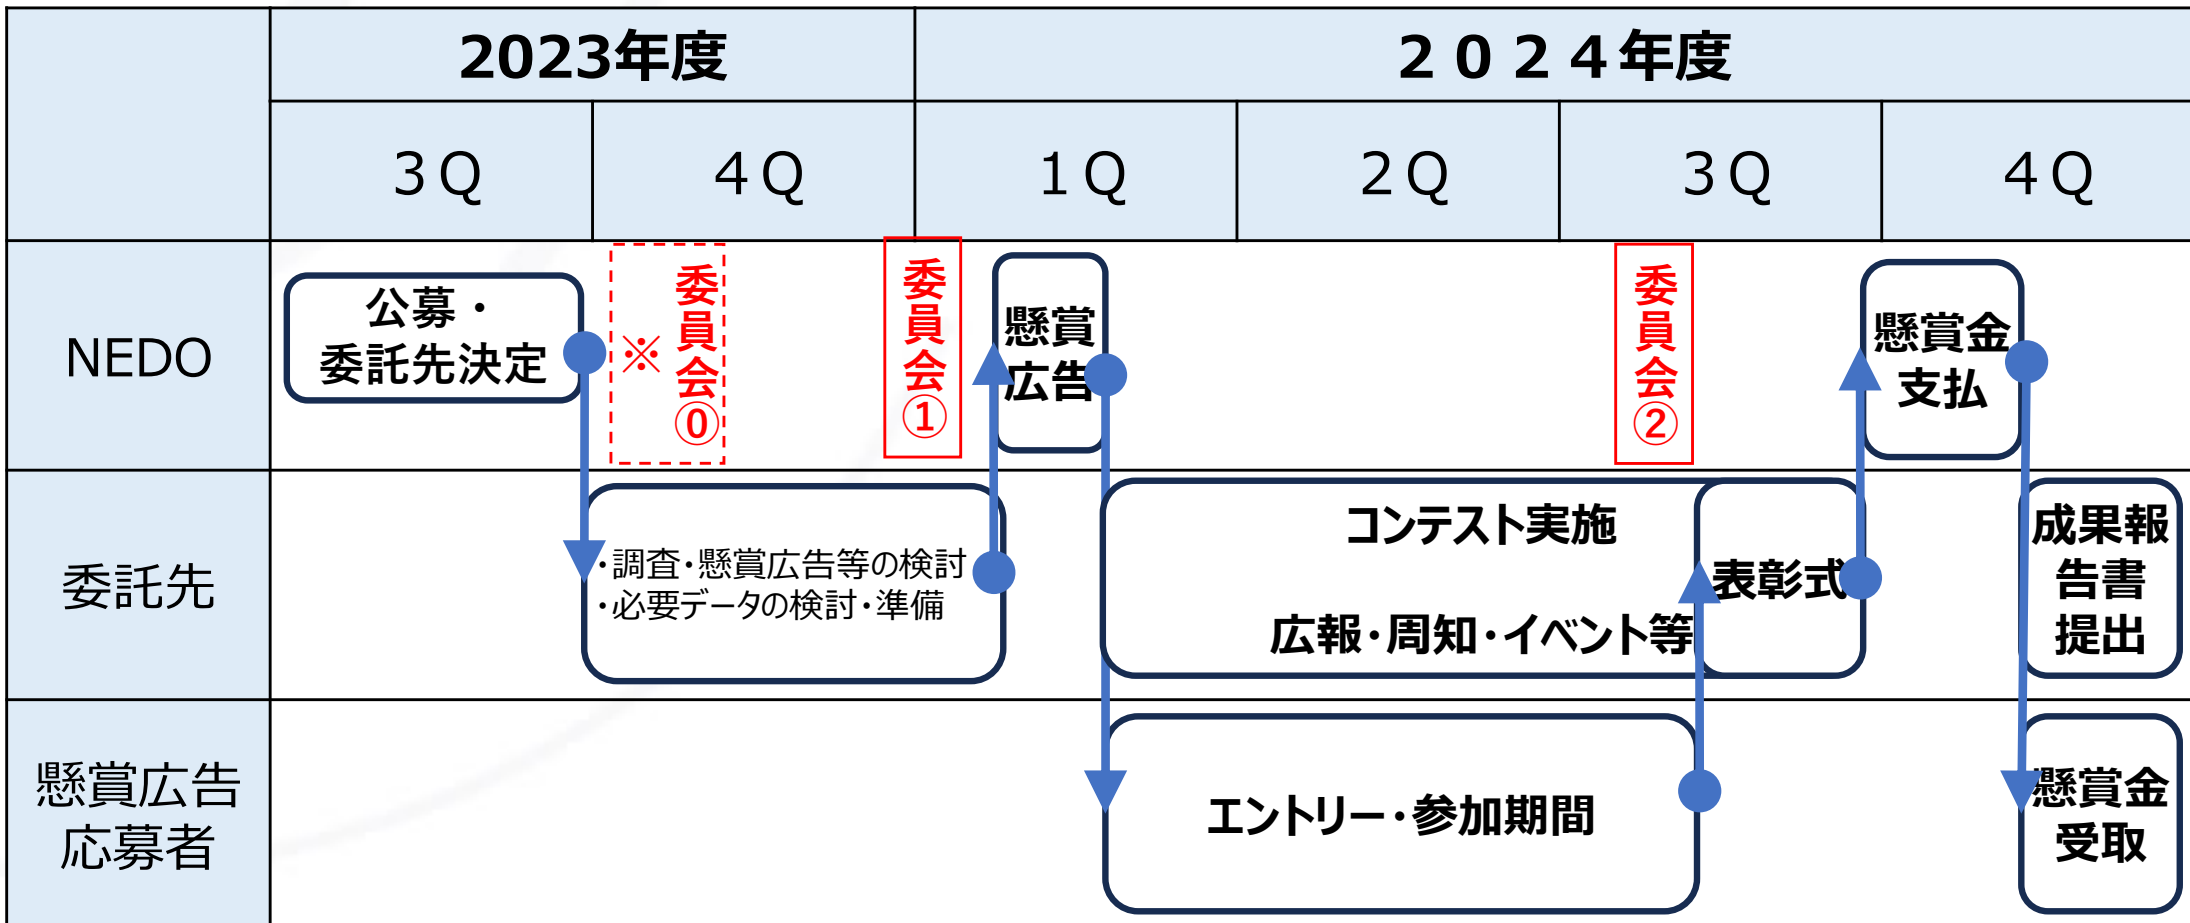 2023年度
２０２４年度
３Ｑ
４Ｑ
１Ｑ
２Ｑ
３Ｑ
４Ｑ
NEDO
公募・
委託先決定
※
委員会⓪
委員会①
懸賞
広告
委員会②
懸賞金
支払
委託先
・調査・懸賞広告等の検討
・必要データの検討・準備
コンテスト実施
広報・周知・イベント等
表彰式
成果報
告書
提出
懸賞広告
応募者
エントリー・参加期間
懸賞金
受取